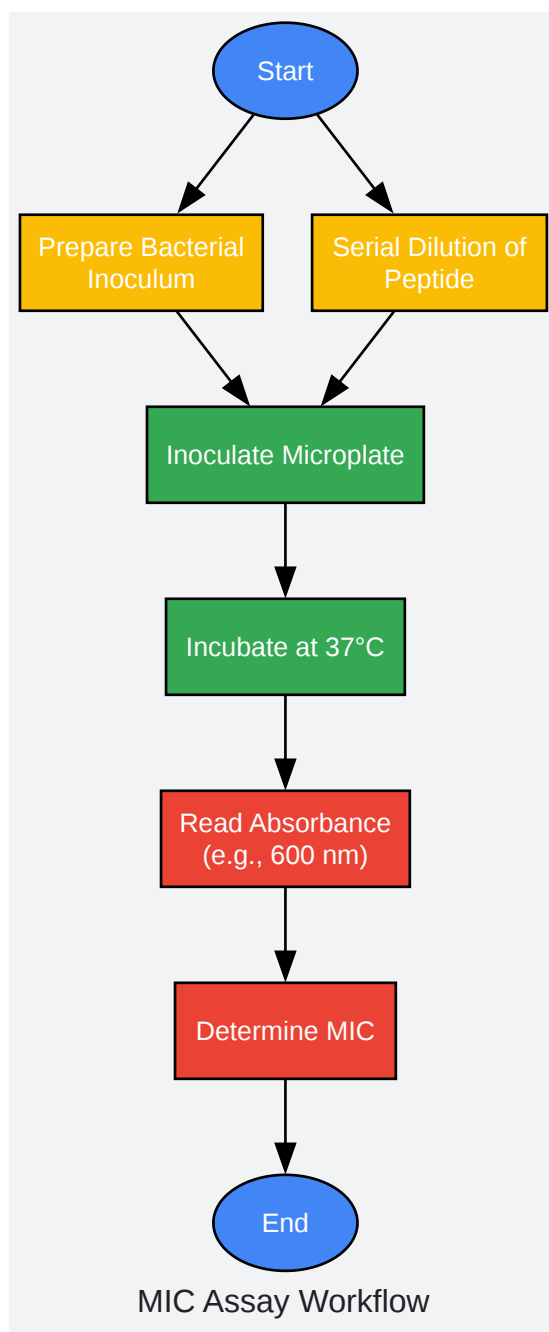 Start
Prepare Bacterial
Inoculum
Serial Dilution of
Peptide
Inoculate Microplate
Incubate at 37°C
Read Absorbance
(e.g., 600 nm)
Determine MIC
End
MIC Assay Workflow